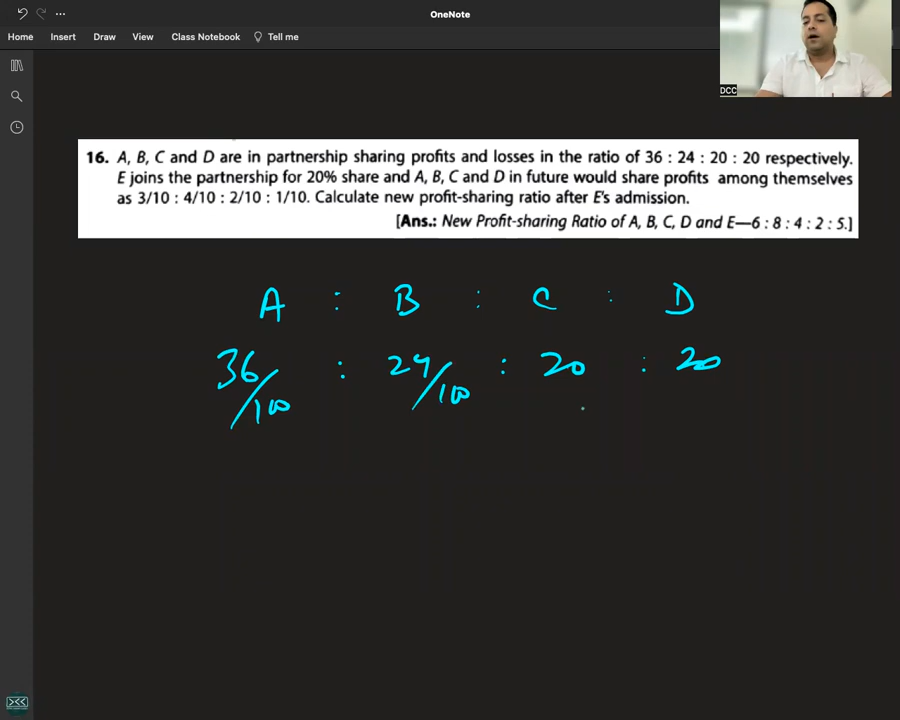 OneNote
Home Insert Draw View Class Notebook Tell me
DCC
16. A, B, C and D are in partnership sharing profits and losses in the ratio of 36 : 24 : 20 : 20 respectively.
E joins the partnership for 20% share and A, B, C and D in future would share profits among themselves
as 3/10 : 4/10 : 2/10 : 1/10. Calculate new profit-sharing ratio after E's admission.
[Ans.: New Profit-sharing Ratio of A, B, C, D and E—6 : 8 : 4 : 2 : 5.]
A : B : C : D
36/100 : 24/100 : 20 : 20